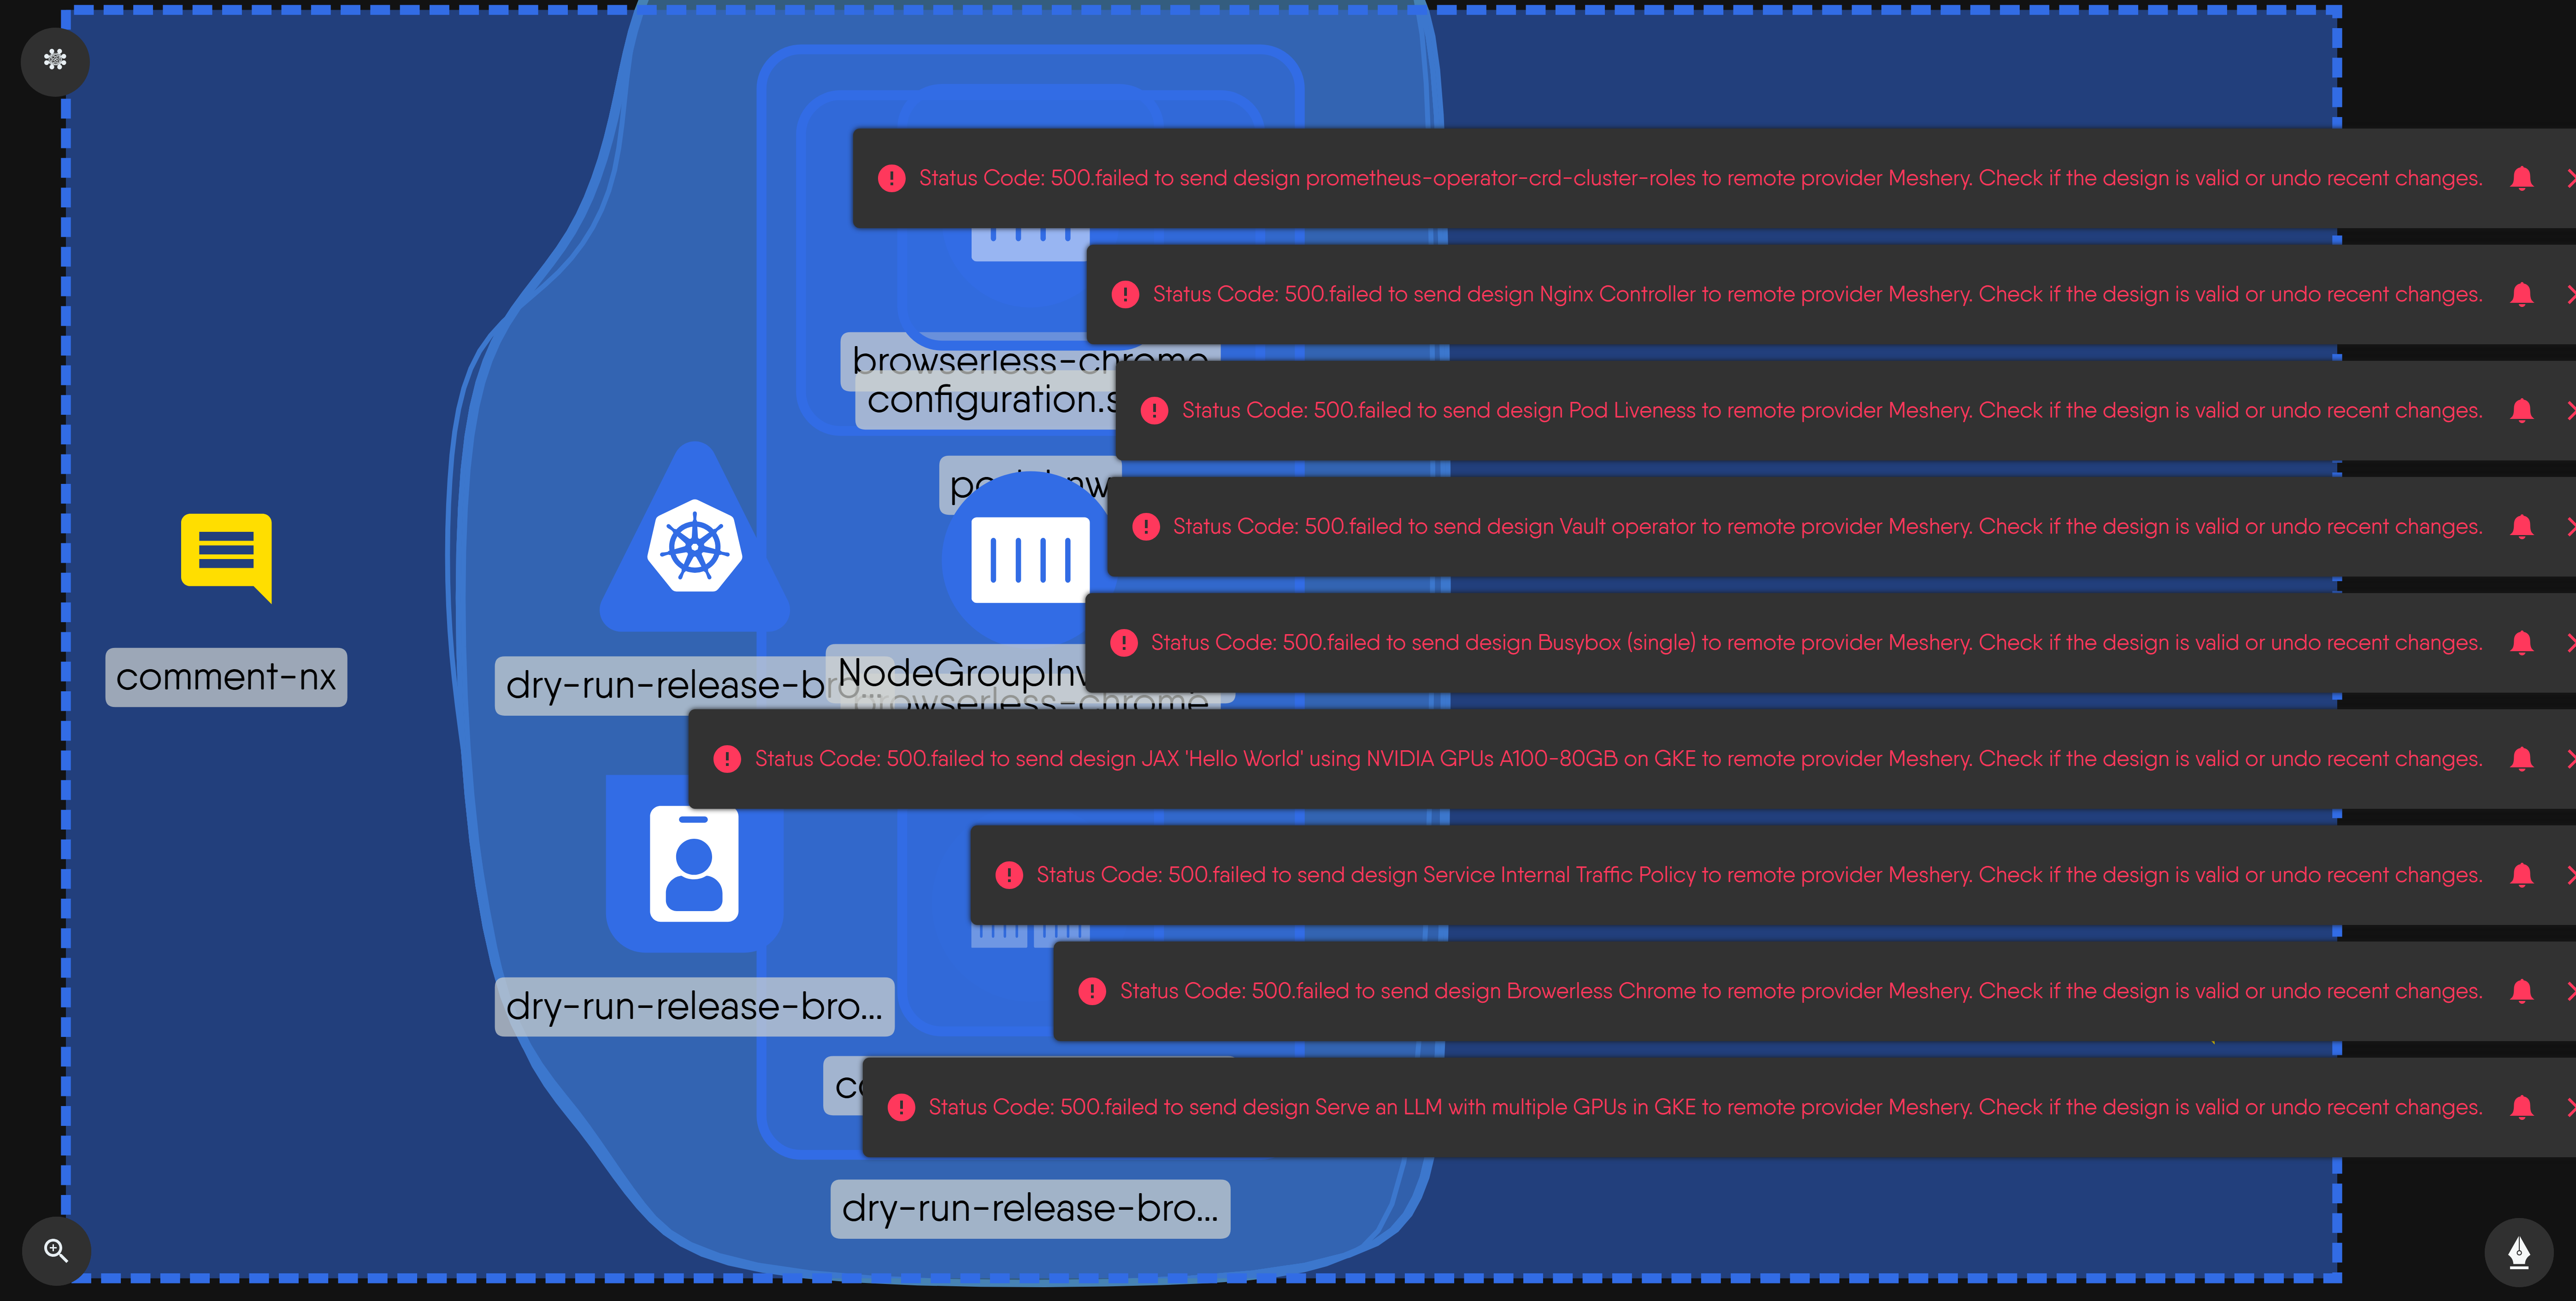 Status Code: 500.failed to send design prometheus-operator-crd-cluster-roles to remote provider Meshery. Check if the design is valid or undo recent changes.
Status Code: 500.failed to send design Nginx Controller to remote provider Meshery. Check if the design is valid or undo recent changes.
browserless-chrome
configuration.s
Status Code: 500.failed to send design Pod Liveness to remote provider Meshery. Check if the design is valid or undo recent changes.
Status Code: 500.failed to send design Vault operator to remote provider Meshery. Check if the design is valid or undo recent changes.
comment-nx
dry-run-release-bro...
NodeGroupInv
Status Code: 500.failed to send design Busybox (single) to remote provider Meshery. Check if the design is valid or undo recent changes.
browserless-chrome
Status Code: 500.failed to send design JAX 'Hello World' using NVIDIA GPUs A100-80GB on GKE to remote provider Meshery. Check if the design is valid or undo recent changes.
Status Code: 500.failed to send design Service Internal Traffic Policy to remote provider Meshery. Check if the design is valid or undo recent changes.
dry-run-release-bro...
Status Code: 500.failed to send design Browerless Chrome to remote provider Meshery. Check if the design is valid or undo recent changes.
Status Code: 500.failed to send design Serve an LLM with multiple GPUs in GKE to remote provider Meshery. Check if the design is valid or undo recent changes.
dry-run-release-bro...